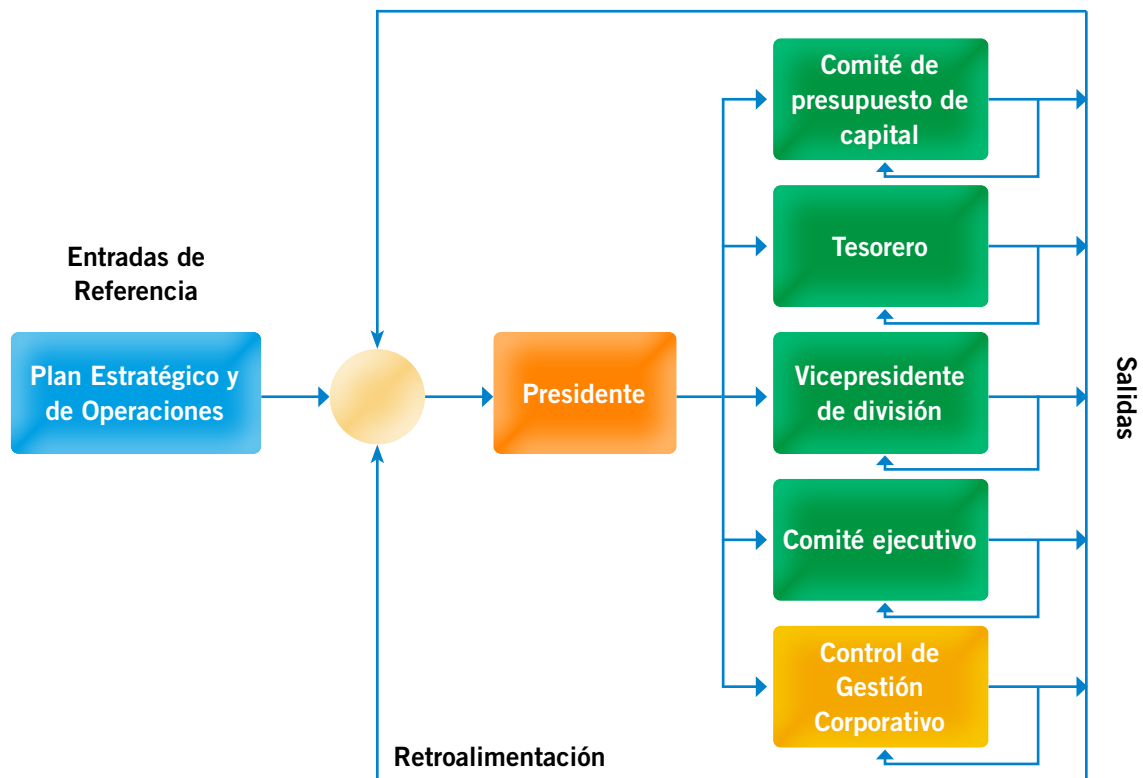 Comité de
presupuesto de
capital
Tesorero
Entradas de
Referencia
Plan Estratégico y
de Operaciones
Presidente
Vicepresidente
de división
Salidas
Comité ejecutivo
Control de
Gestión
Corporativo
Retroalimentación